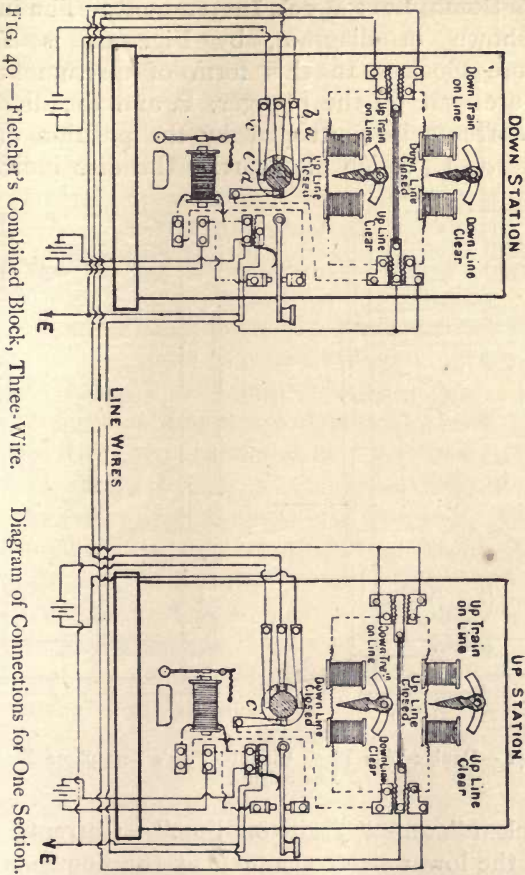 DOWN STATION
Down Train
on Line
Down Line
Clear
Down Line
Closed
Up Train
on Line
Up Line
Clear
Up Line
Closed
b
a
c
c'
d
E
LINE WIRES
UP STATION
Up Train
on Line
Up Line
Clear
Up Line
Closed
Down Train
on Line
Down Line
Clear
Down Line
Closed
c
E
FIG. 40.—Fletcher's Combined Block, Three-Wire. Diagram of Connections for One Section.